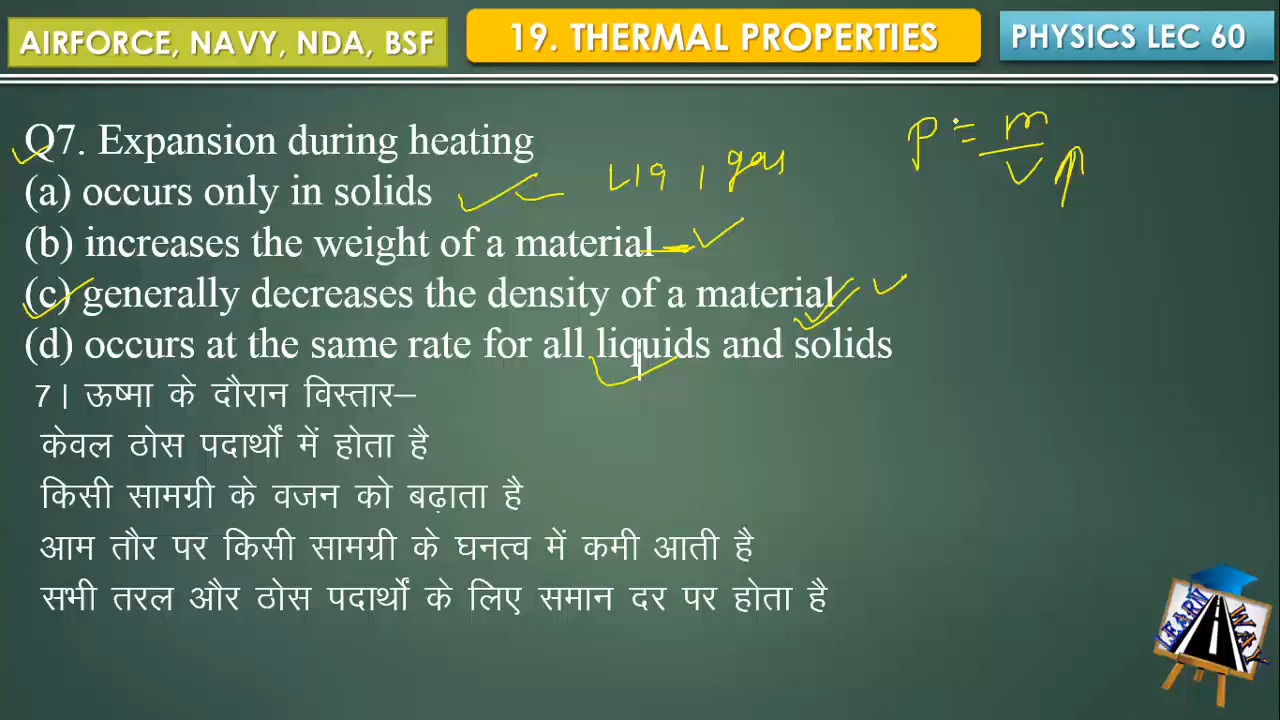 AIRFORCE, NAVY, NDA, BSF
19. THERMAL PROPERTIES
PHYSICS LEC 60
Q7. Expansion during heating
(a) occurs only in solids
LIQ, gas
ρ = m
V
(b) increases the weight of a material
(c) generally decreases the density of a material
(d) occurs at the same rate for all liquids and solids
7। ऊष्मा के दौरान विस्तार–
केवल ठोस पदार्थों में होता है
किसी सामग्री के वजन को बढ़ाता है
आम तौर पर किसी सामग्री के घनत्व में कमी आती है
सभी तरल और ठोस पदार्थों के लिए समान दर पर होता है
LEARN WAY